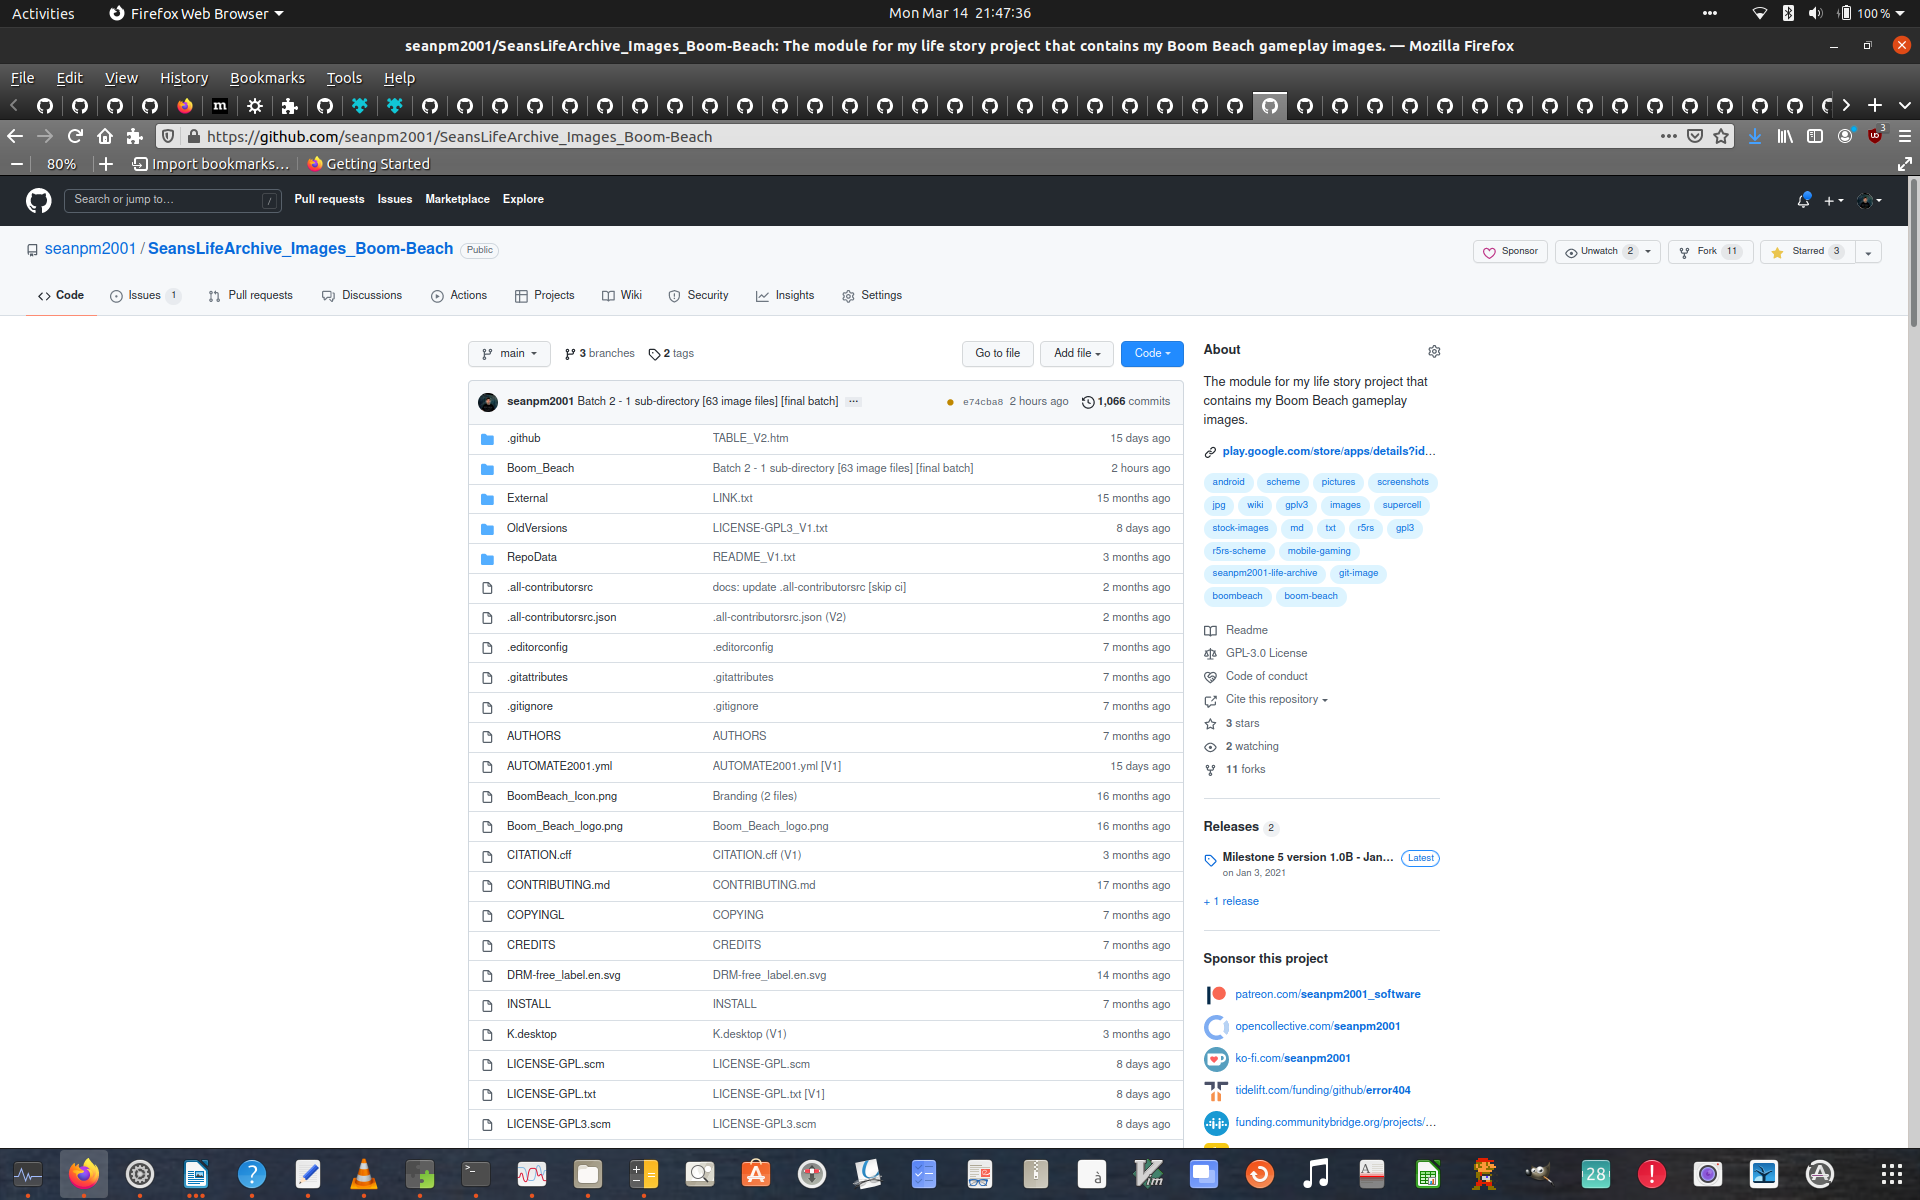 Activities
Firefox Web Browser
Mon Mar 14 21:47:36
100 %
seanpm2001/SeansLifeArchive_Images_Boom-Beach: The module for my life story project that contains my Boom Beach gameplay images. — Mozilla Firefox
File Edit View History Bookmarks Tools Help
https://github.com/seanpm2001/SeansLifeArchive_Images_Boom-Beach
3
80%
Import bookmarks…
Getting Started
Search or jump to…
/
Pull requests Issues Marketplace Explore
seanpm2001 / SeansLifeArchive_Images_Boom-Beach Public
Sponsor
Unwatch 2
Fork 11
Starred 3
Code
Issues 1
Pull requests
Discussions
Actions
Projects
Wiki
Security
Insights
Settings
main
3 branches
2 tags
Go to file
Add file
Code
seanpm2001 Batch 2 - 1 sub-directory [63 image files] [final batch] ... e74cba8 2 hours ago 1,066 commits
.github TABLE_V2.htm 15 days ago
Boom_Beach Batch 2 - 1 sub-directory [63 image files] [final batch] 2 hours ago
External LINK.txt 15 months ago
OldVersions LICENSE-GPL3_V1.txt 8 days ago
RepoData README_V1.txt 3 months ago
.all-contributorsrc docs: update .all-contributorsrc [skip ci] 2 months ago
.all-contributorsrc.json .all-contributorsrc.json (V2) 2 months ago
.editorconfig .editorconfig 7 months ago
.gitattributes .gitattributes 7 months ago
.gitignore .gitignore 7 months ago
AUTHORS AUTHORS 7 months ago
AUTOMATE2001.yml AUTOMATE2001.yml [V1] 15 days ago
BoomBeach_Icon.png Branding (2 files) 16 months ago
Boom_Beach_logo.png Boom_Beach_logo.png 16 months ago
CITATION.cff CITATION.cff (V1) 3 months ago
CONTRIBUTING.md CONTRIBUTING.md 17 months ago
COPYINGL COPYING 7 months ago
CREDITS CREDITS 7 months ago
DRM-free_label.en.svg DRM-free_label.en.svg 14 months ago
INSTALL INSTALL 7 months ago
K.desktop K.desktop (V1) 3 months ago
LICENSE-GPL.scm LICENSE-GPL.scm 8 days ago
LICENSE-GPL.txt LICENSE-GPL.txt [V1] 8 days ago
LICENSE-GPL3.scm LICENSE-GPL3.scm 8 days ago
About
The module for my life story project that
contains my Boom Beach gameplay
images.
play.google.com/store/apps/details?id…
android scheme pictures screenshots
jpg wiki gplv3 images supercell
stock-images md txt r5rs gpl3
r5rs-scheme mobile-gaming
seanpm2001-life-archive git-image
boombeach boom-beach
Readme
GPL-3.0 License
Code of conduct
Cite this repository
3 stars
2 watching
11 forks
Releases 2
Milestone 5 version 1.0B - Jan… Latest
on Jan 3, 2021
+ 1 release
Sponsor this project
patreon.com/seanpm2001_software
opencollective.com/seanpm2001
ko-fi.com/seanpm2001
tidelift.com/funding/github/error404
funding.communitybridge.org/projects/…
28